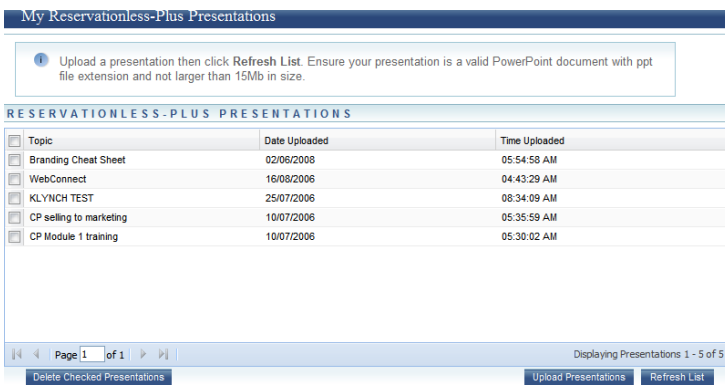 My Reservationless-Plus Presentations
Upload a presentation then click Refresh List. Ensure your presentation is a valid PowerPoint document with ppt
file extension and not larger than 15Mb in size.
RESERVATIONLESS-PLUS PRESENTATIONS
Topic Date Uploaded Time Uploaded
Branding Cheat Sheet 02/06/2008 05:54:58 AM
WebConnect 16/08/2006 04:43:29 AM
KLYNCH TEST 25/07/2006 08:34:09 AM
CP selling to marketing 10/07/2006 05:35:59 AM
CP Module 1 training 10/07/2006 05:30:02 AM
Page 1 of 1 Displaying Presentations 1 - 5 of 5
Delete Checked Presentations Upload Presentations Refresh List